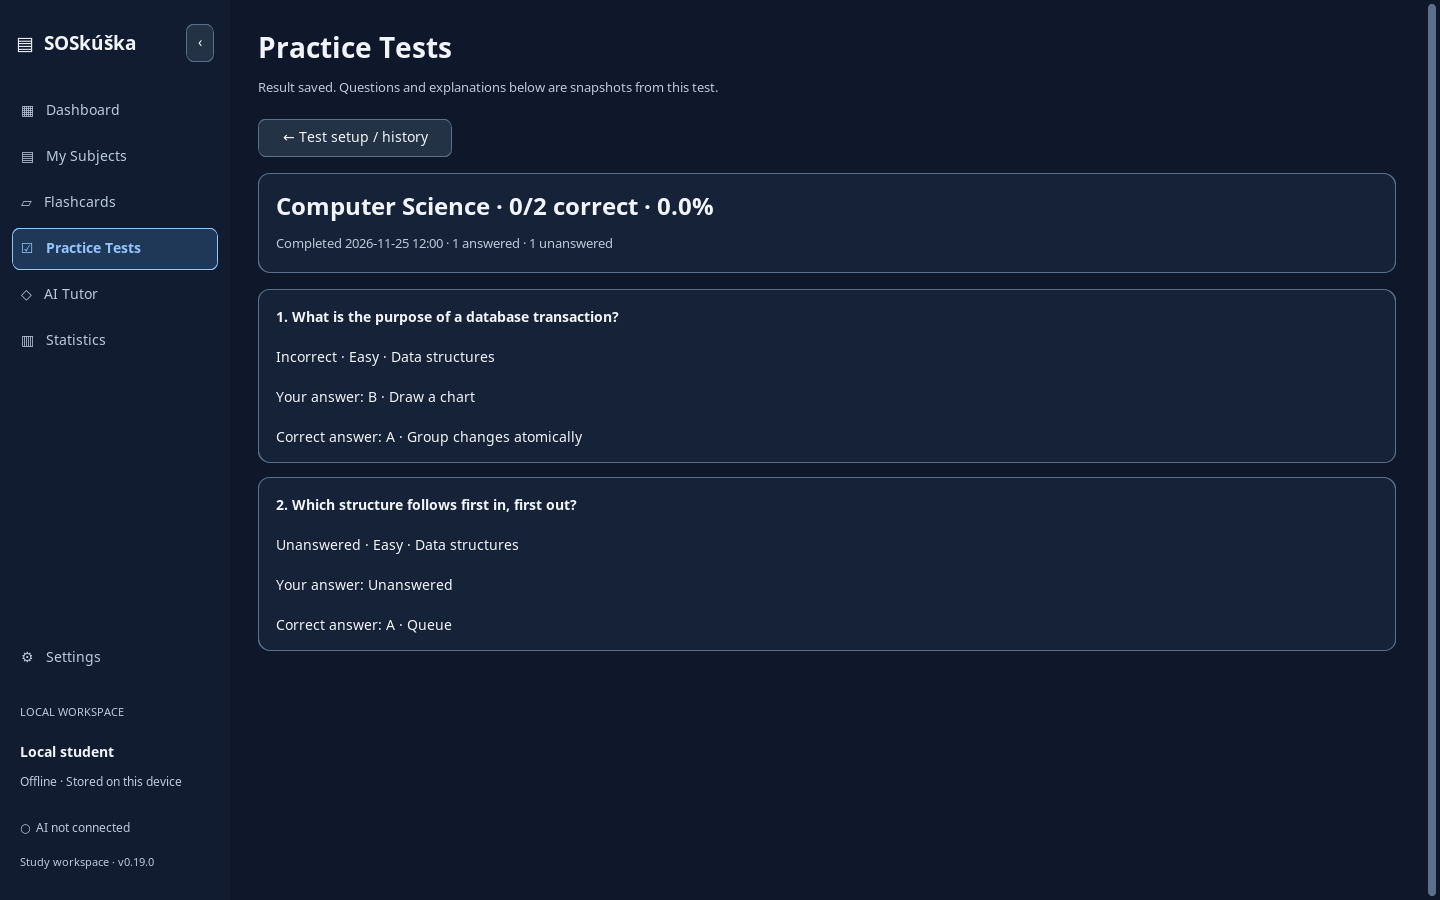 SOSkúška
‹
Dashboard
My Subjects
Flashcards
Practice Tests
AI Tutor
Statistics
Settings
LOCAL WORKSPACE
Local student
Offline · Stored on this device
AI not connected
Study workspace · v0.19.0
Practice Tests
Result saved. Questions and explanations below are snapshots from this test.
← Test setup / history
Computer Science · 0/2 correct · 0.0%
Completed 2026-11-25 12:00 · 1 answered · 1 unanswered
1. What is the purpose of a database transaction?
Incorrect · Easy · Data structures
Your answer: B · Draw a chart
Correct answer: A · Group changes atomically
2. Which structure follows first in, first out?
Unanswered · Easy · Data structures
Your answer: Unanswered
Correct answer: A · Queue